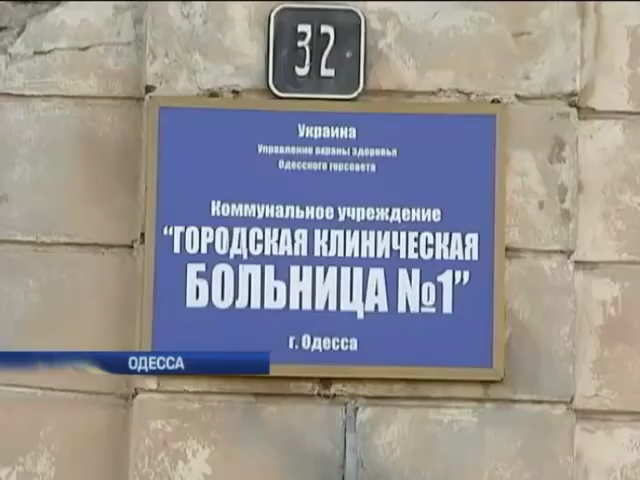 32
Украина
Управление охраны здоровья
Одесского горсовета
Коммунальное учреждение
“ГОРОДСКАЯ КЛИНИЧЕСКАЯ
БОЛЬНИЦА №1”
г. Одесса
ОДЕССА